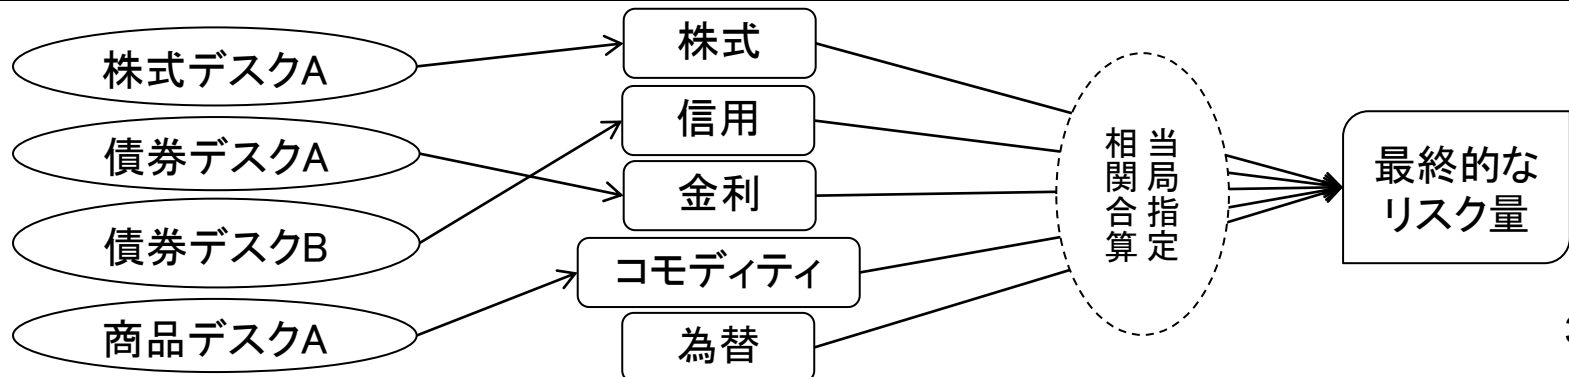 株式デスクA
債券デスクA
債券デスクB
商品デスクA
株式
信用
金利
コモディティ
為替
当局指定
相関合算
最終的な
リスク量